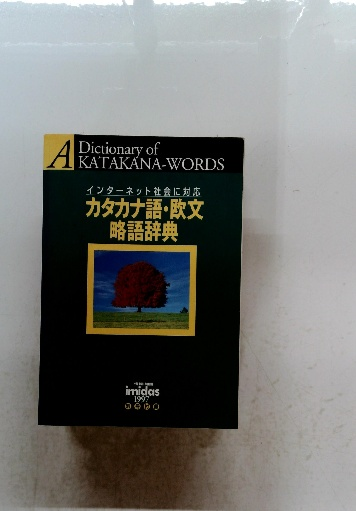 A Dictionary of
KATAKANA-WORDS
インターネット社会に対応
カタカナ語・欧文
略語辞典
imidas
1997